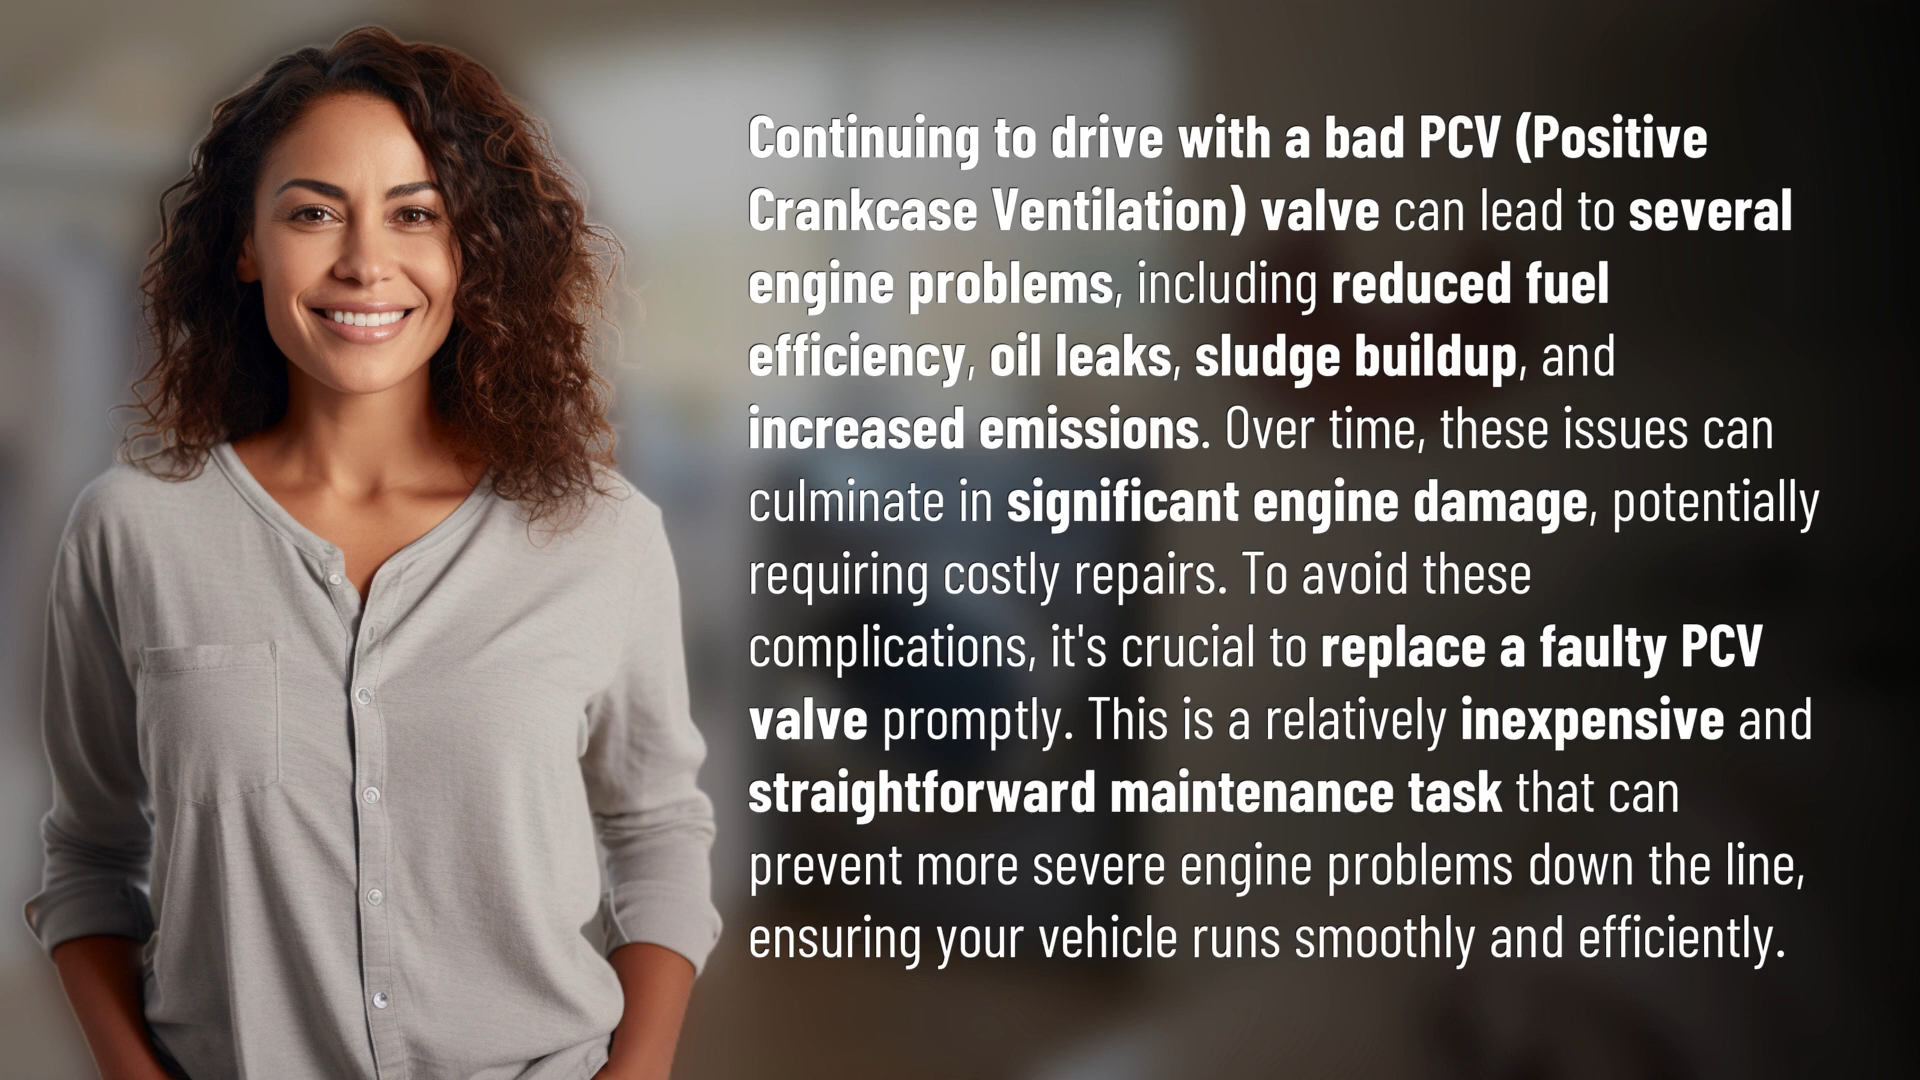 Continuing to drive with a bad PCV (Positive
Crankcase Ventilation) valve can lead to several
engine problems, including reduced fuel
efficiency, oil leaks, sludge buildup, and
increased emissions. Over time, these issues can
culminate in significant engine damage, potentially
requiring costly repairs. To avoid these
complications, it's crucial to replace a faulty PCV
valve promptly. This is a relatively inexpensive and
straightforward maintenance task that can
prevent more severe engine problems down the line,
ensuring your vehicle runs smoothly and efficiently.